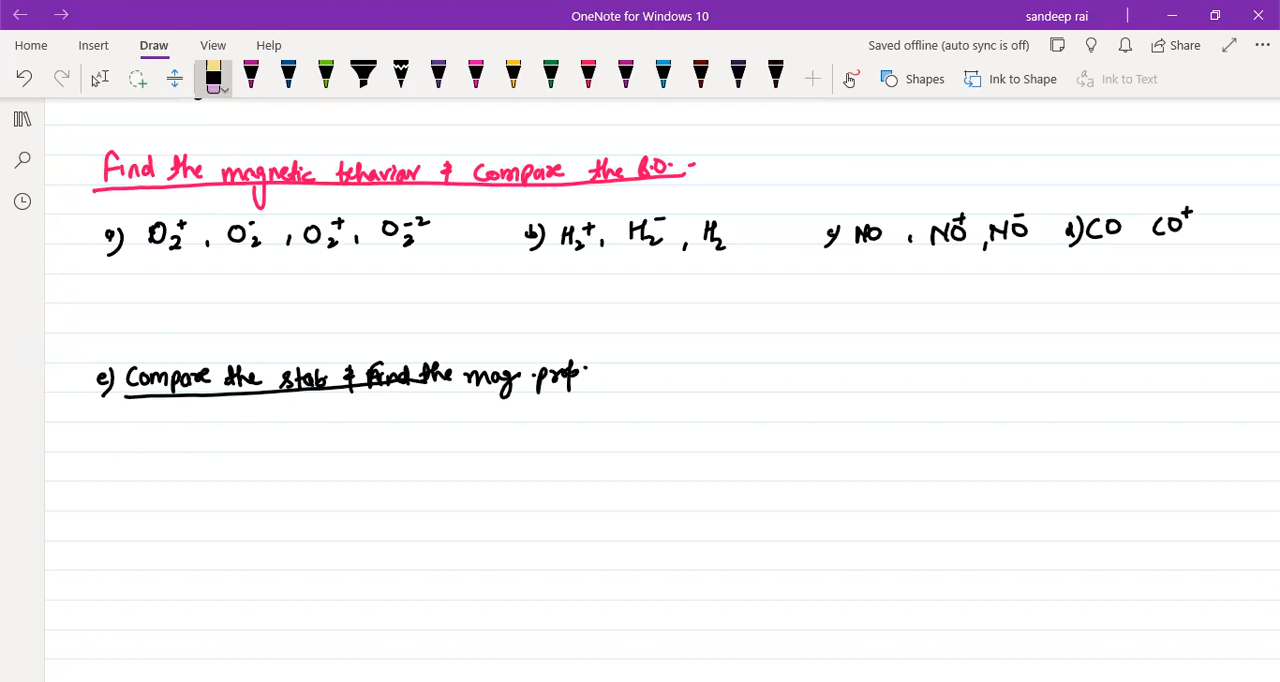 OneNote for Windows 10
sandeep rai
Home Insert Draw View Help
Saved offline (auto sync is off) Share
Shapes Ink to Shape Ink to Text
Find the magnetic behavior & Compare the B.O.-
a) O₂⁺, O₂⁻, O₂⁺, O₂⁻²
b) H₂⁺, H₂⁻, H₂
c) NO, NO⁺, NO⁻
d) CO CO⁺
e) Compare the stab & find the mag. prop.